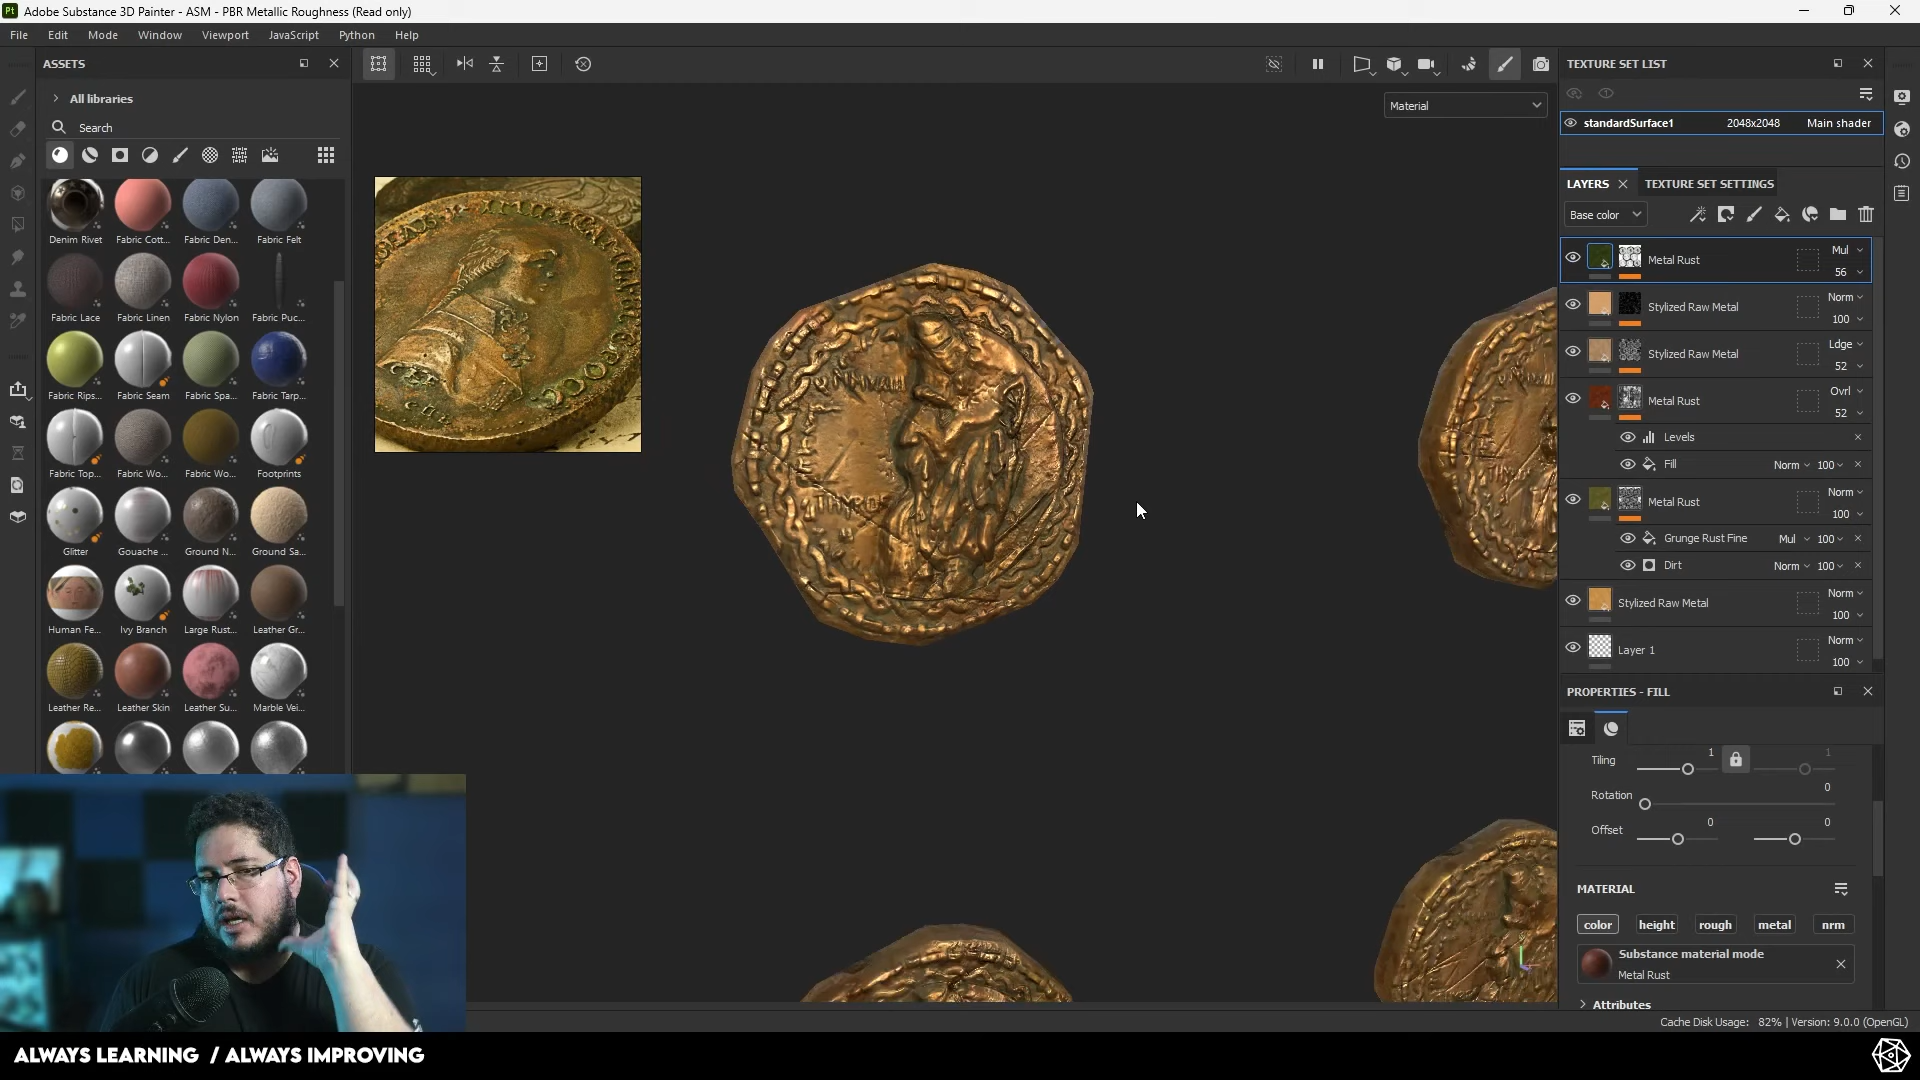 Pt Adobe Substance 3D Painter - ASM - PBR Metallic Roughness (Read only)
File Edit Mode Window Viewport JavaScript Python Help
ASSETS
All libraries
Search
Denim Rivet Fabric Cott... Fabric Den... Fabric Felt
Fabric Lace Fabric Linen Fabric Nylon Fabric Puc...
Fabric Rips... Fabric Seam Fabric Spa... Fabric Tarp...
Fabric Top... Fabric Wo... Fabric Wo... Footprints
Glitter Gouache ... Ground N... Ground Sa...
Human Fe... Ivy Branch Large Rust... Leather Gr...
Leather Re... Leather Skin Leather Su... Marble Vei...
Material
TEXTURE SET LIST
standardSurface1 2048x2048 Main shader
LAYERS TEXTURE SET SETTINGS
Base color
Metal Rust Mul 56
Stylized Raw Metal Norm 100
Stylized Raw Metal Ldge 52
Metal Rust Ovrl 52
Levels
Fill Norm 100
Metal Rust Norm 100
Grunge Rust Fine Mul 100
Dirt Norm 100
Stylized Raw Metal Norm 100
Layer 1 Norm 100
PROPERTIES - FILL
Tiling 1 1
Rotation 0
Offset 0 0
MATERIAL
color height rough metal nrm
Substance material mode
Metal Rust
Attributes
Cache Disk Usage: 82% | Version: 9.0.0 (OpenGL)
ALWAYS LEARNING / ALWAYS IMPROVING